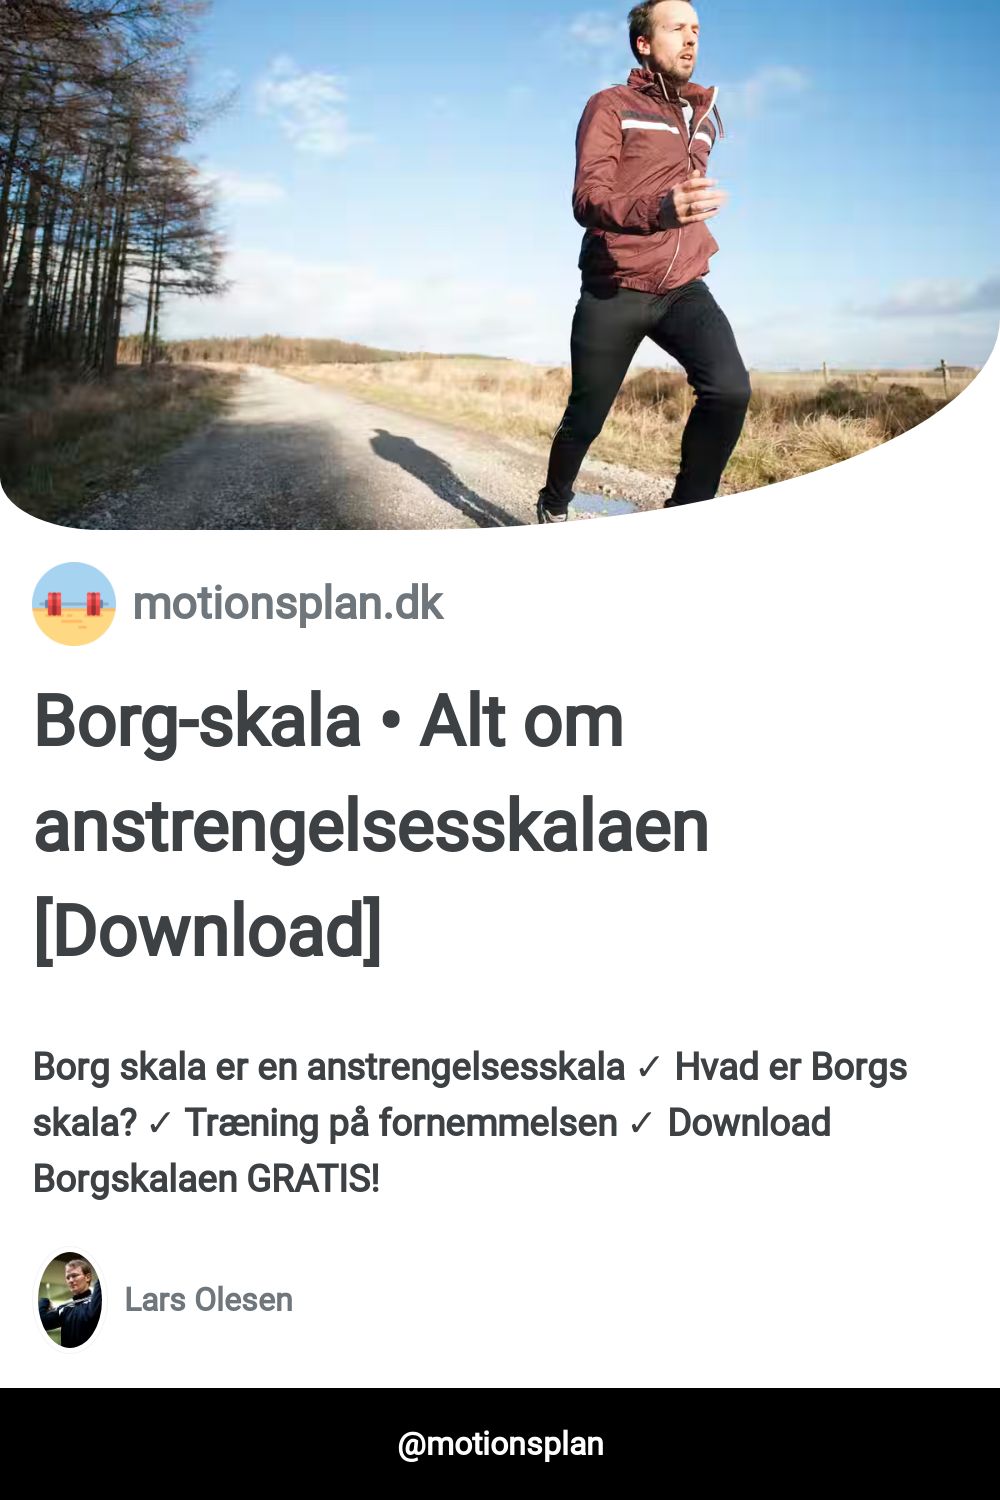 motionsplan.dk
Borg-skala • Alt om
anstrengelsesskalaen
[Download]
Borg skala er en anstrengelsesskala ✓ Hvad er Borgs
skala? ✓ Træning på fornemmelsen ✓ Download
Borgskalaen GRATIS!
Lars Olesen
@motionsplan